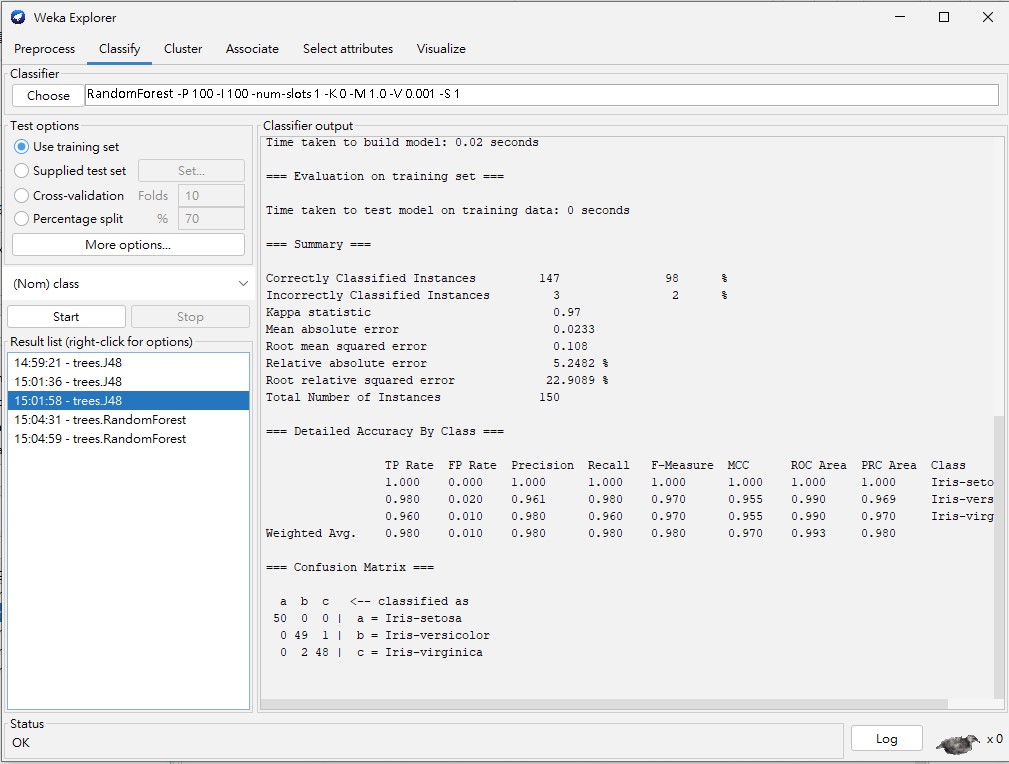 Weka Explorer
Preprocess Classify Cluster Associate Select attributes Visualize
Classifier
Choose RandomForest -P 100 -I 100 -num-slots 1 -K 0 -M 1.0 -V 0.001 -S 1
Test options
Use training set
Supplied test set Set...
Cross-validation Folds 10
Percentage split % 70
More options...
(Nom) class
Start Stop
Result list (right-click for options)
14:59:21 - trees.J48
15:01:36 - trees.J48
15:01:58 - trees.J48
15:04:31 - trees.RandomForest
15:04:59 - trees.RandomForest
Classifier output
Time taken to build model: 0.02 seconds
=== Evaluation on training set ===
Time taken to test model on training data: 0 seconds
=== Summary ===
Correctly Classified Instances 147 98 %
Incorrectly Classified Instances 3 2 %
Kappa statistic 0.97
Mean absolute error 0.0233
Root mean squared error 0.108
Relative absolute error 5.2482 %
Root relative squared error 22.9089 %
Total Number of Instances 150
=== Detailed Accuracy By Class ===
TP Rate FP Rate Precision Recall F-Measure MCC ROC Area PRC Area Class
1.000 0.000 1.000 1.000 1.000 1.000 1.000 1.000 Iris-seto
0.980 0.020 0.961 0.980 0.970 0.955 0.990 0.969 Iris-vers
0.960 0.010 0.980 0.960 0.970 0.955 0.990 0.970 Iris-virg
Weighted Avg. 0.980 0.010 0.980 0.980 0.980 0.970 0.993 0.980
=== Confusion Matrix ===
a b c <-- classified as
50 0 0 | a = Iris-setosa
0 49 1 | b = Iris-versicolor
0 2 48 | c = Iris-virginica
Status
OK
Log x 0